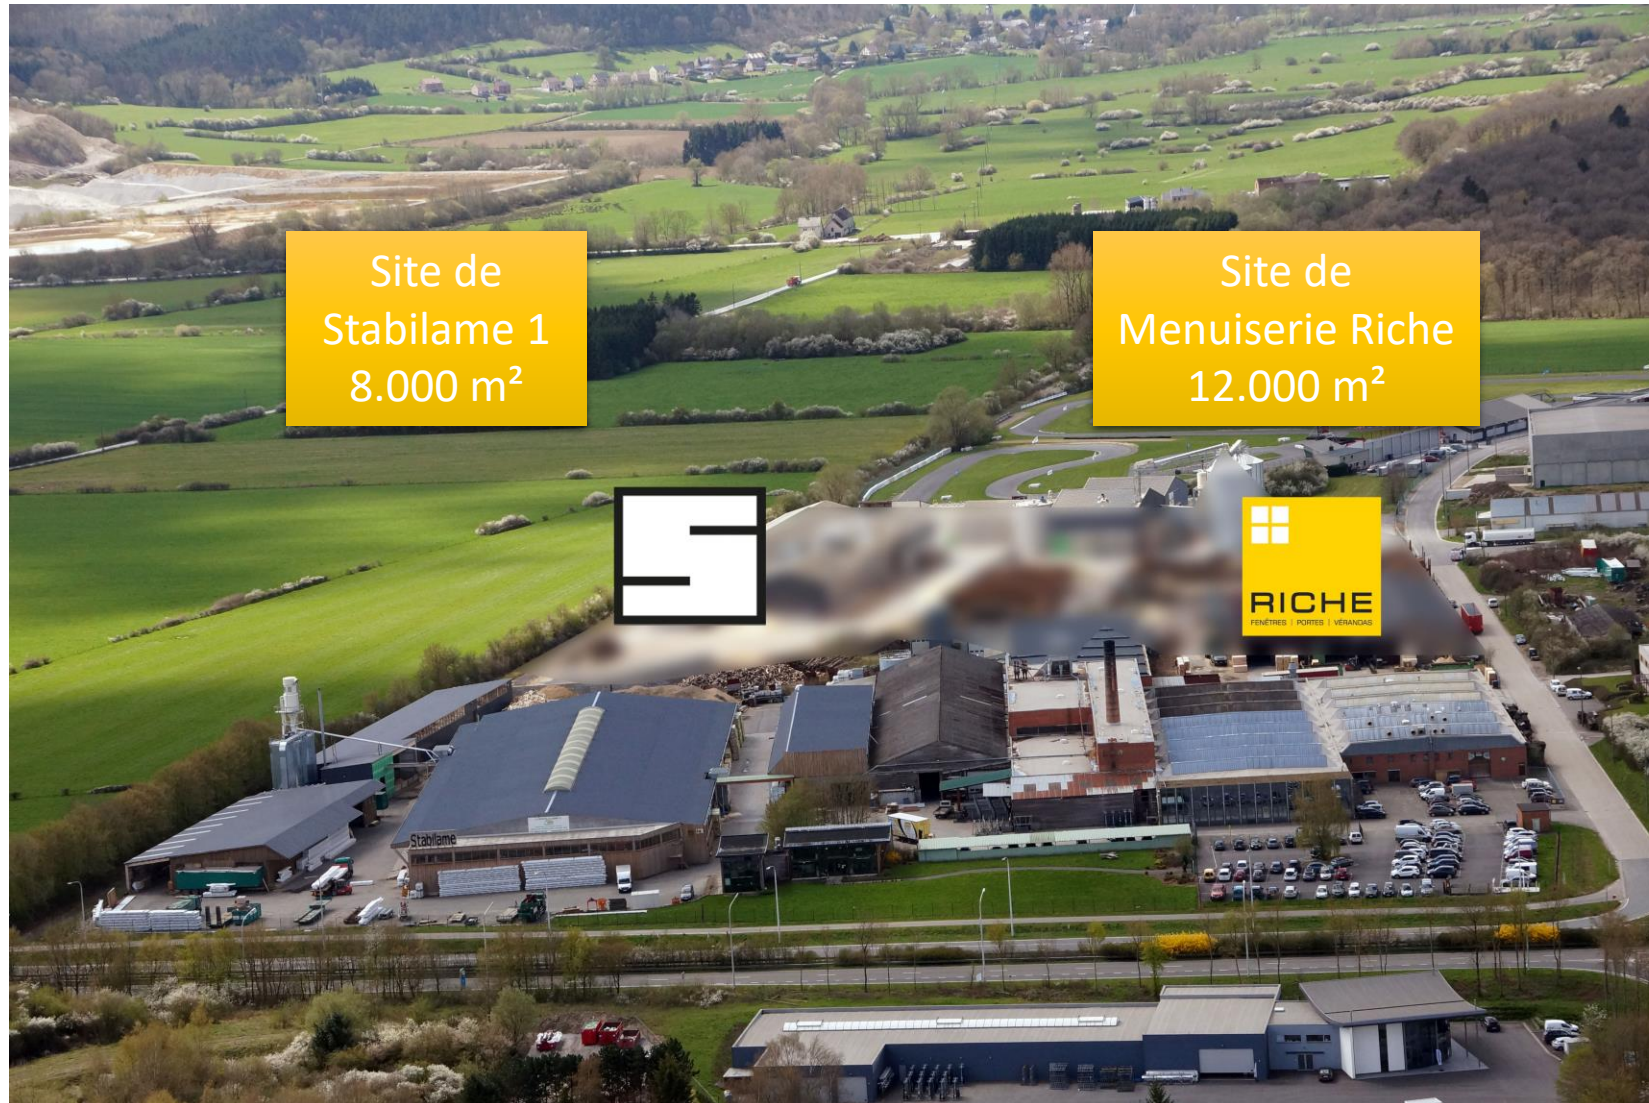 Site de
Stabilame 1
8.000 m²
Site de
Menuiserie Riche
12.000 m²
RICHE
FENÊTRES | PORTES | VÉRANDAS
Stabilame